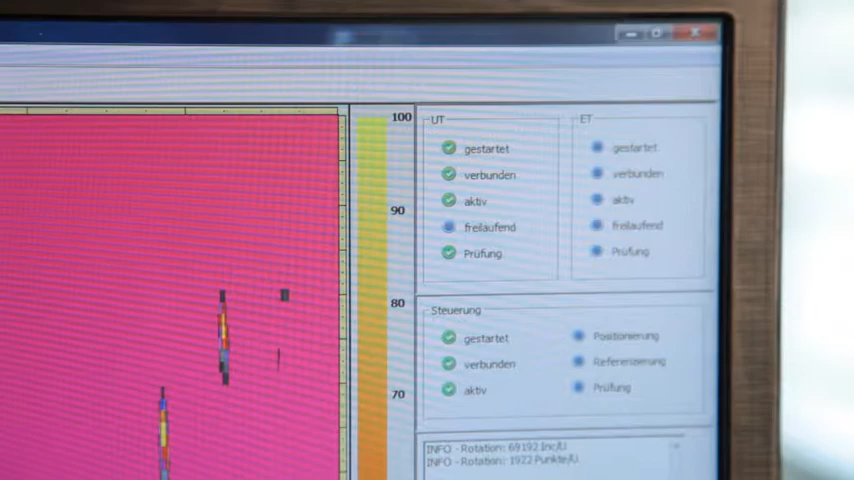 100
90
80
70
UT
gestartet
verbunden
aktiv
freilaufend
Prüfung
ET
gestartet
verbunden
aktiv
freilaufend
Prüfung
Steuerung
gestartet
verbunden
aktiv
Positionierung
Referenzierung
Prüfung
INFO - Rotation: 69192 Inc/U
INFO - Rotation: 1922 Punkte/U